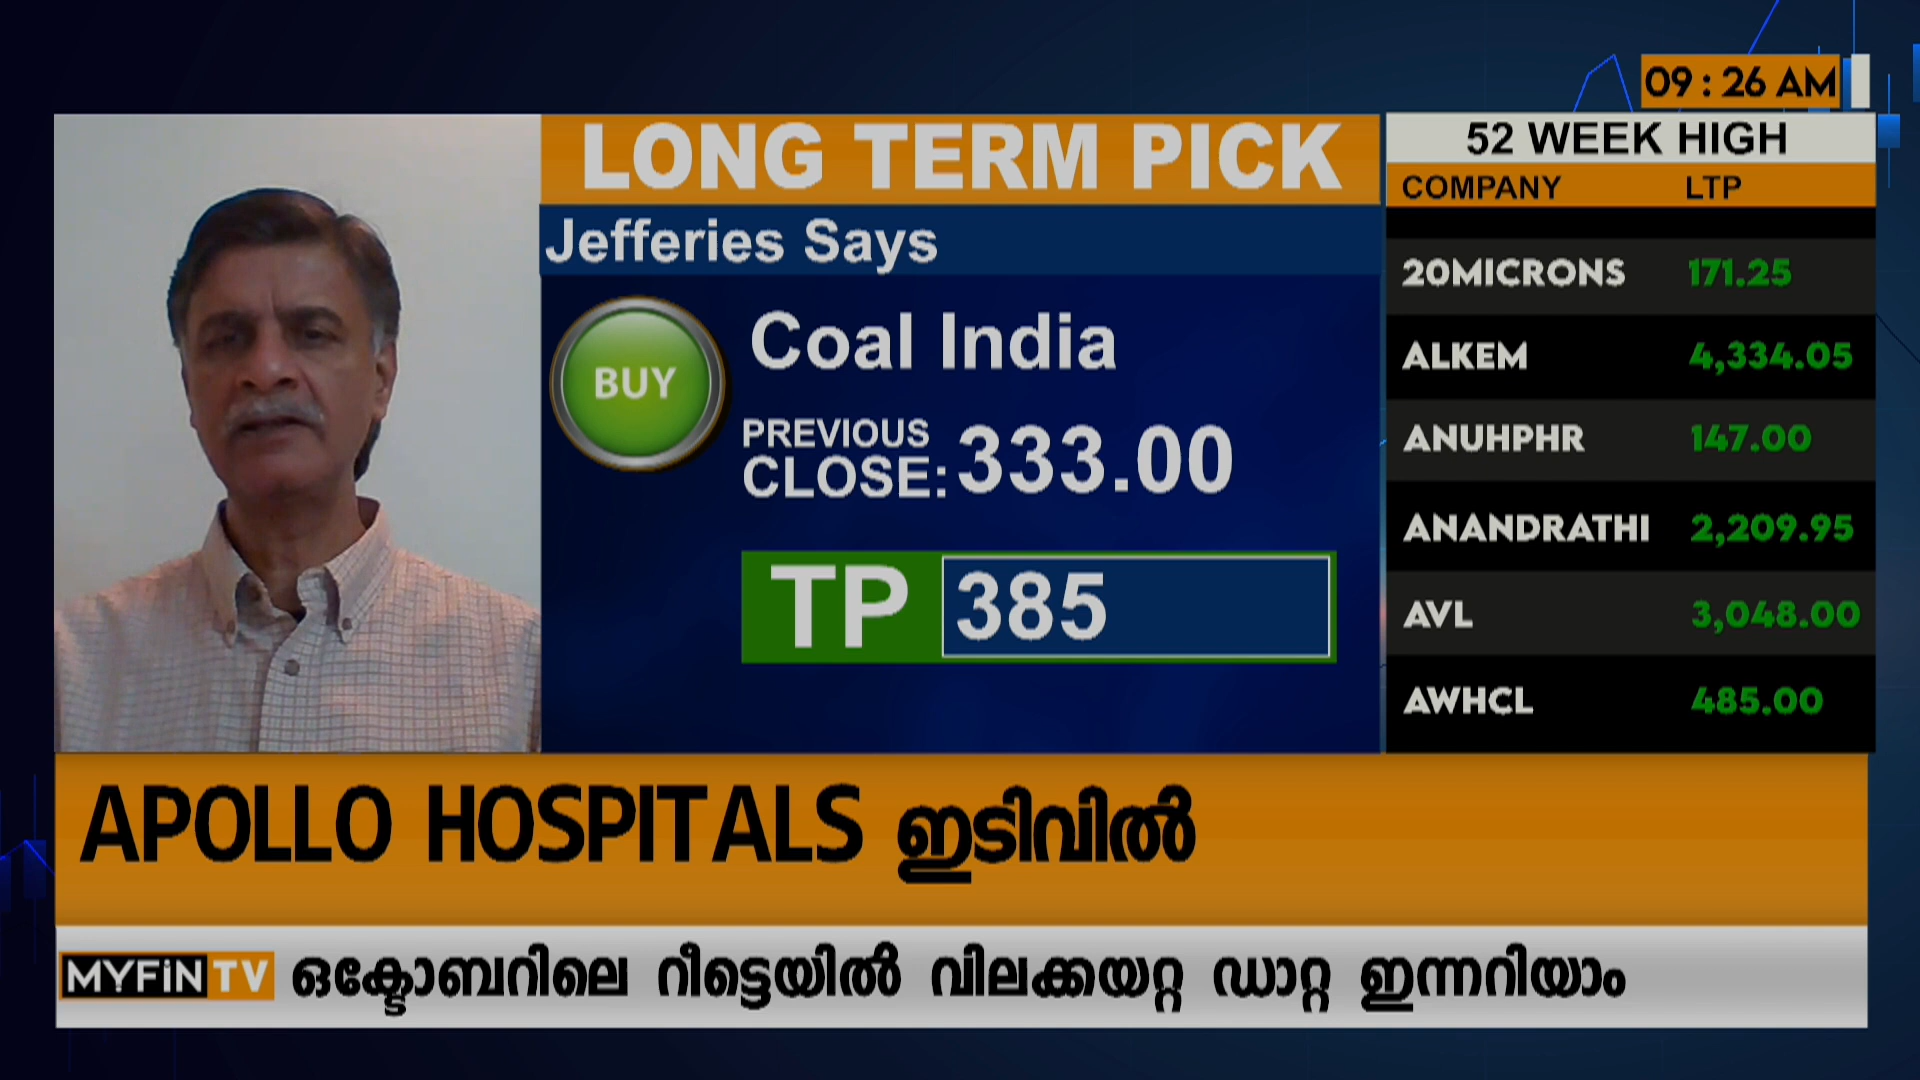 09 : 26 AM
LONG TERM PICK
Jefferies Says
BUY
Coal India
PREVIOUS CLOSE: 333.00
TP 385
52 WEEK HIGH
COMPANY LTP
20MICRONS 171.25
ALKEM 4,334.05
ANUHPHR 147.00
ANANDRATHI 2,209.95
AVL 3,048.00
AWHCL 485.00
APOLLO HOSPITALS ഇടിവിൽ
MYFiN TV ഒക്ടോബറിലെ റീട്ടെയിൽ വിലക്കയറ്റ ഡാറ്റ ഇന്നറിയാം